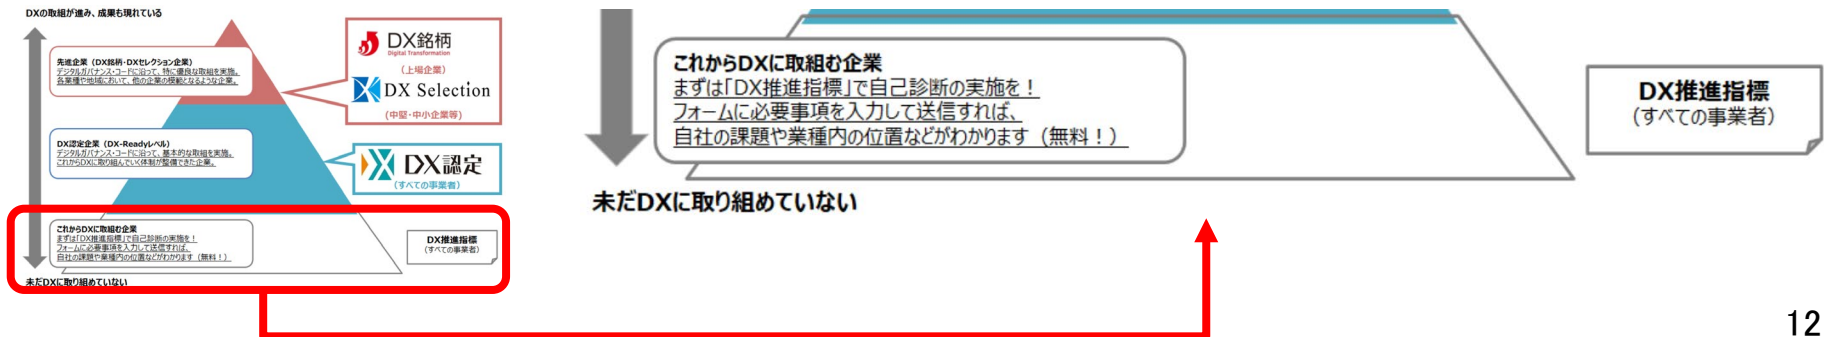 DXの取組が進み、成果も現れている
先進企業（DX銘柄・DXセレクション企業）
デジタルガバナンス・コードに沿って、特に優良な取組を実施。
各業種や地域において、他の企業の模範となるような企業。
DX銘柄
Digital Transformation
（上場企業）
DX Selection
（中堅・中小企業等）
DX認定企業（DX-Readyレベル）
デジタルガバナンス・コードに沿って、基本的な取組を実施。
これからDXに取り組んでいく体制が整備できた企業。
DX認定
（すべての事業者）
これからDXに取組む企業
まずは「DX推進指標」で自己診断の実施を！
フォームに必要事項を入力して送信すれば、
自社の課題や業種内の位置などがわかります（無料！）
DX推進指標
（すべての事業者）
未だDXに取り組めていない
これからDXに取組む企業
まずは「DX推進指標」で自己診断の実施を！
フォームに必要事項を入力して送信すれば、
自社の課題や業種内の位置などがわかります（無料！）
DX推進指標
（すべての事業者）
未だDXに取り組めていない
12